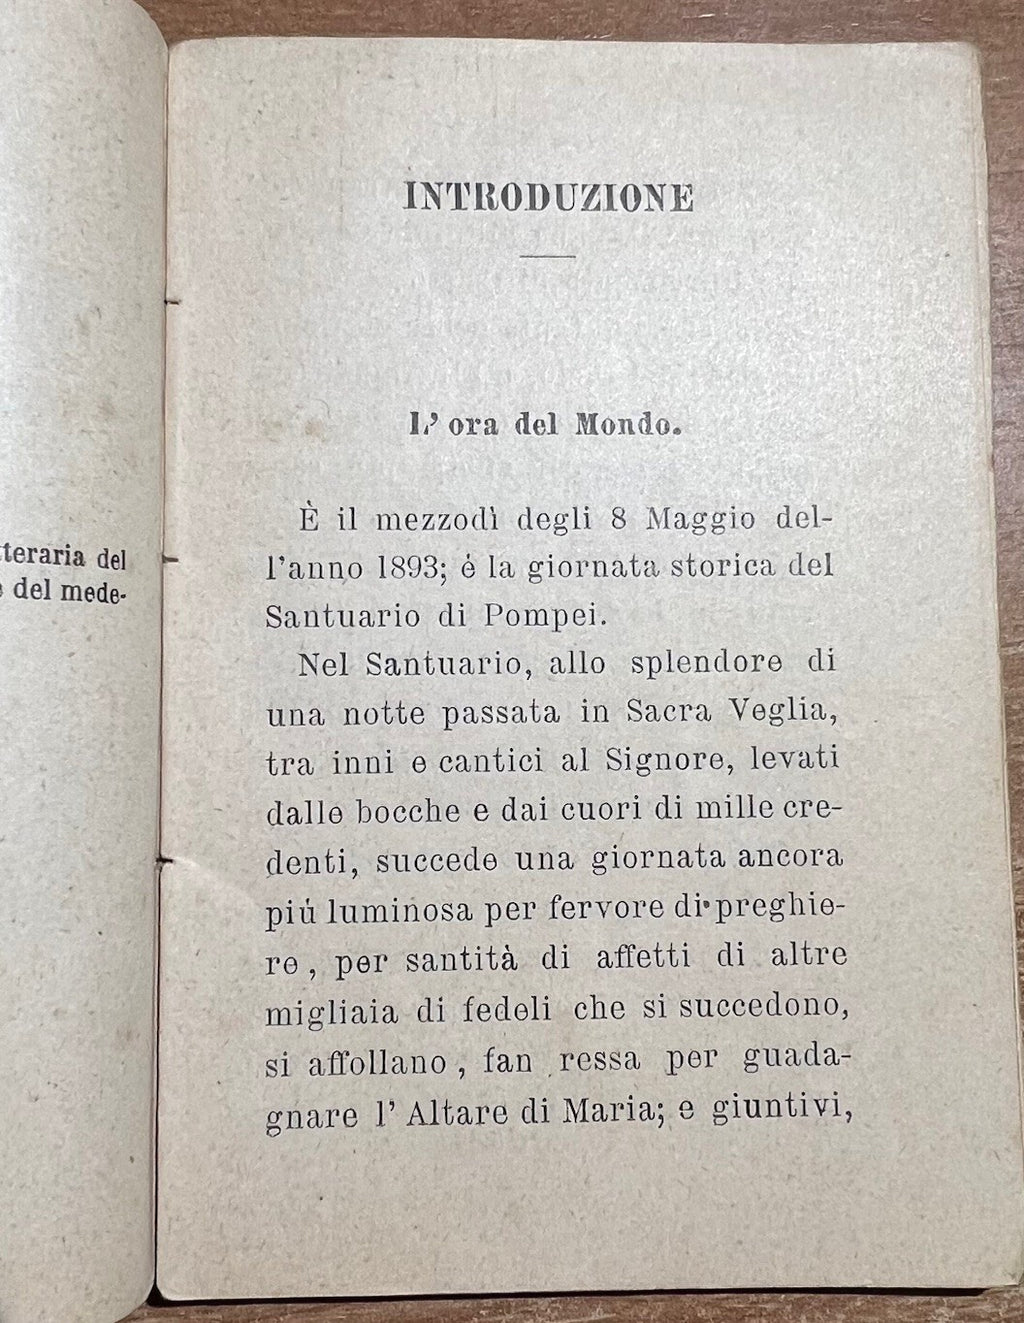 tteraria del
del mede-
INTRODUZIONE
L' ora del Mondo.
È il mezzodì degli 8 Maggio del-
l'anno 1893; è la giornata storica del
Santuario di Pompei.
Nel Santuario, allo splendore di
una notte passata in Sacra Veglia,
tra inni e cantici al Signore, levati
dalle bocche e dai cuori di mille cre-
denti, succede una giornata ancora
più luminosa per fervore di preghie-
re, per santità di affetti di altre
migliaia di fedeli che si succedono,
si affollano, fan ressa per guada-
gnare l' Altare di Maria; e giuntivi,